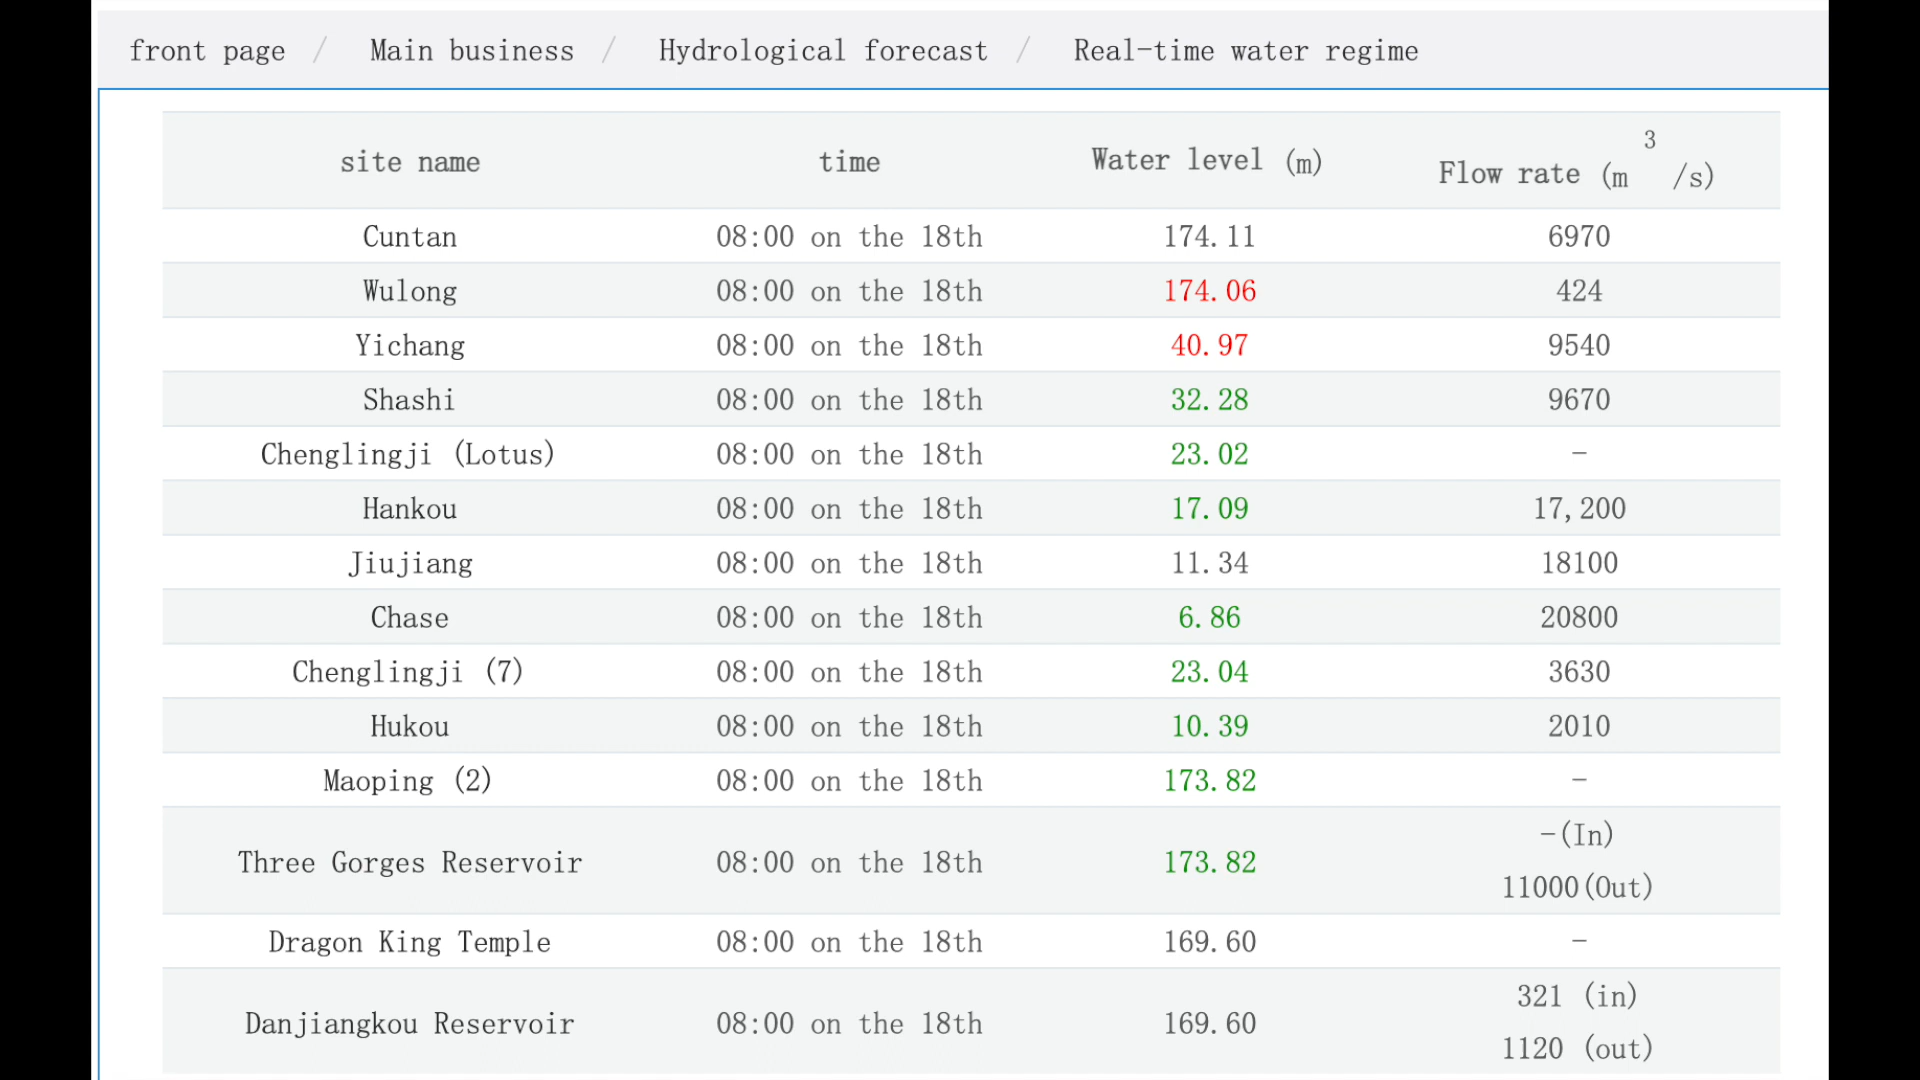 front page / Main business / Hydrological forecast / Real-time water regime
site name time Water level (m) Flow rate (m3/s)
Cuntan 08:00 on the 18th 174.11 6970
Wulong 08:00 on the 18th 174.06 424
Yichang 08:00 on the 18th 40.97 9540
Shashi 08:00 on the 18th 32.28 9670
Chenglingji (Lotus) 08:00 on the 18th 23.02 -
Hankou 08:00 on the 18th 17.09 17,200
Jiujiang 08:00 on the 18th 11.34 18100
Chase 08:00 on the 18th 6.86 20800
Chenglingji (7) 08:00 on the 18th 23.04 3630
Hukou 08:00 on the 18th 10.39 2010
Maoping (2) 08:00 on the 18th 173.82 -
Three Gorges Reservoir 08:00 on the 18th 173.82 -(In)
11000(Out)
Dragon King Temple 08:00 on the 18th 169.60 -
Danjiangkou Reservoir 08:00 on the 18th 169.60 321 (in)
1120 (out)